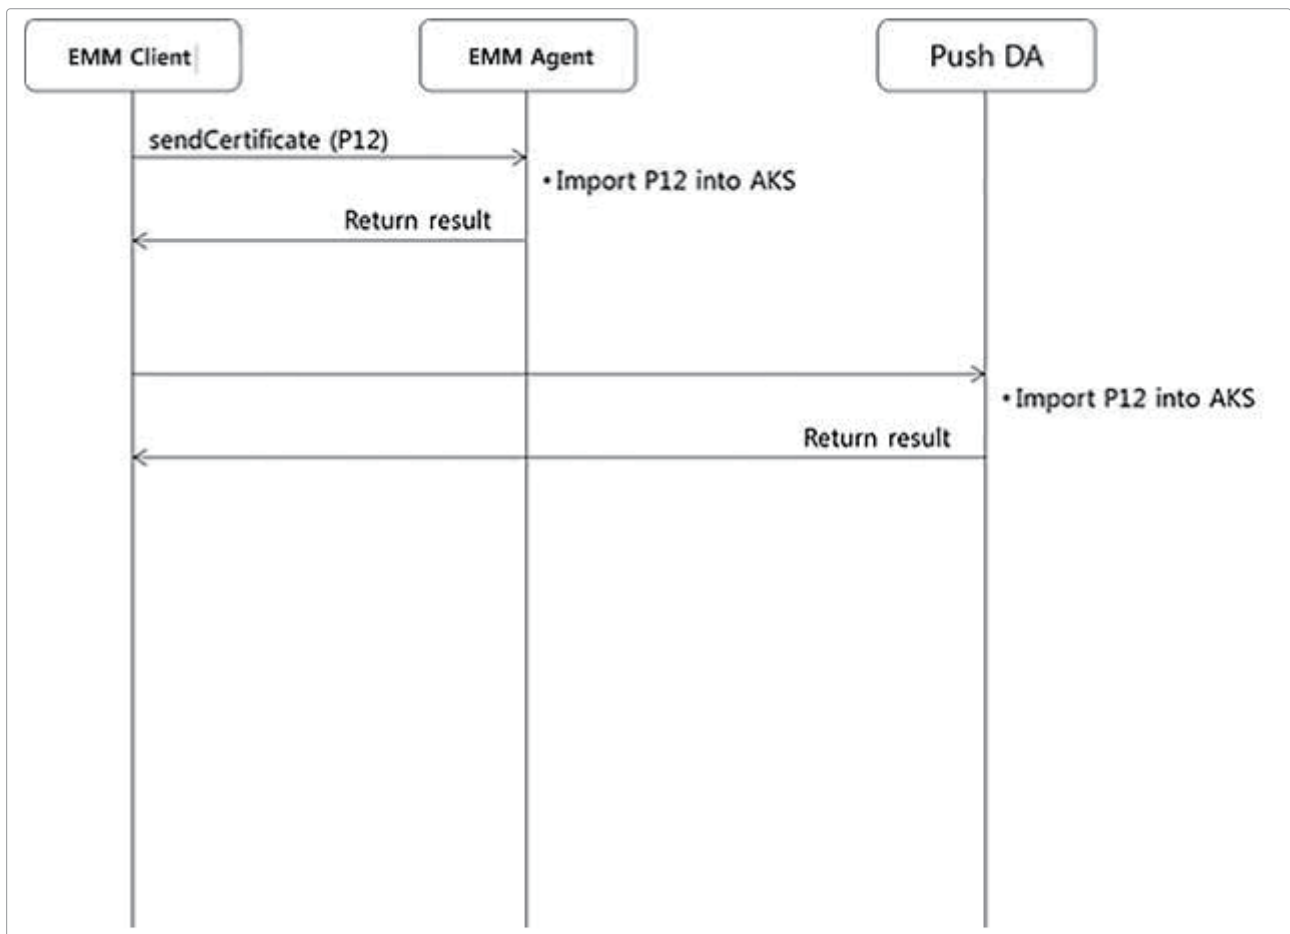 EMM Client
EMM Agent
Push DA
sendCertificate (P12)
•Import P12 into AKS
Return result
•Import P12 into AKS
Return result